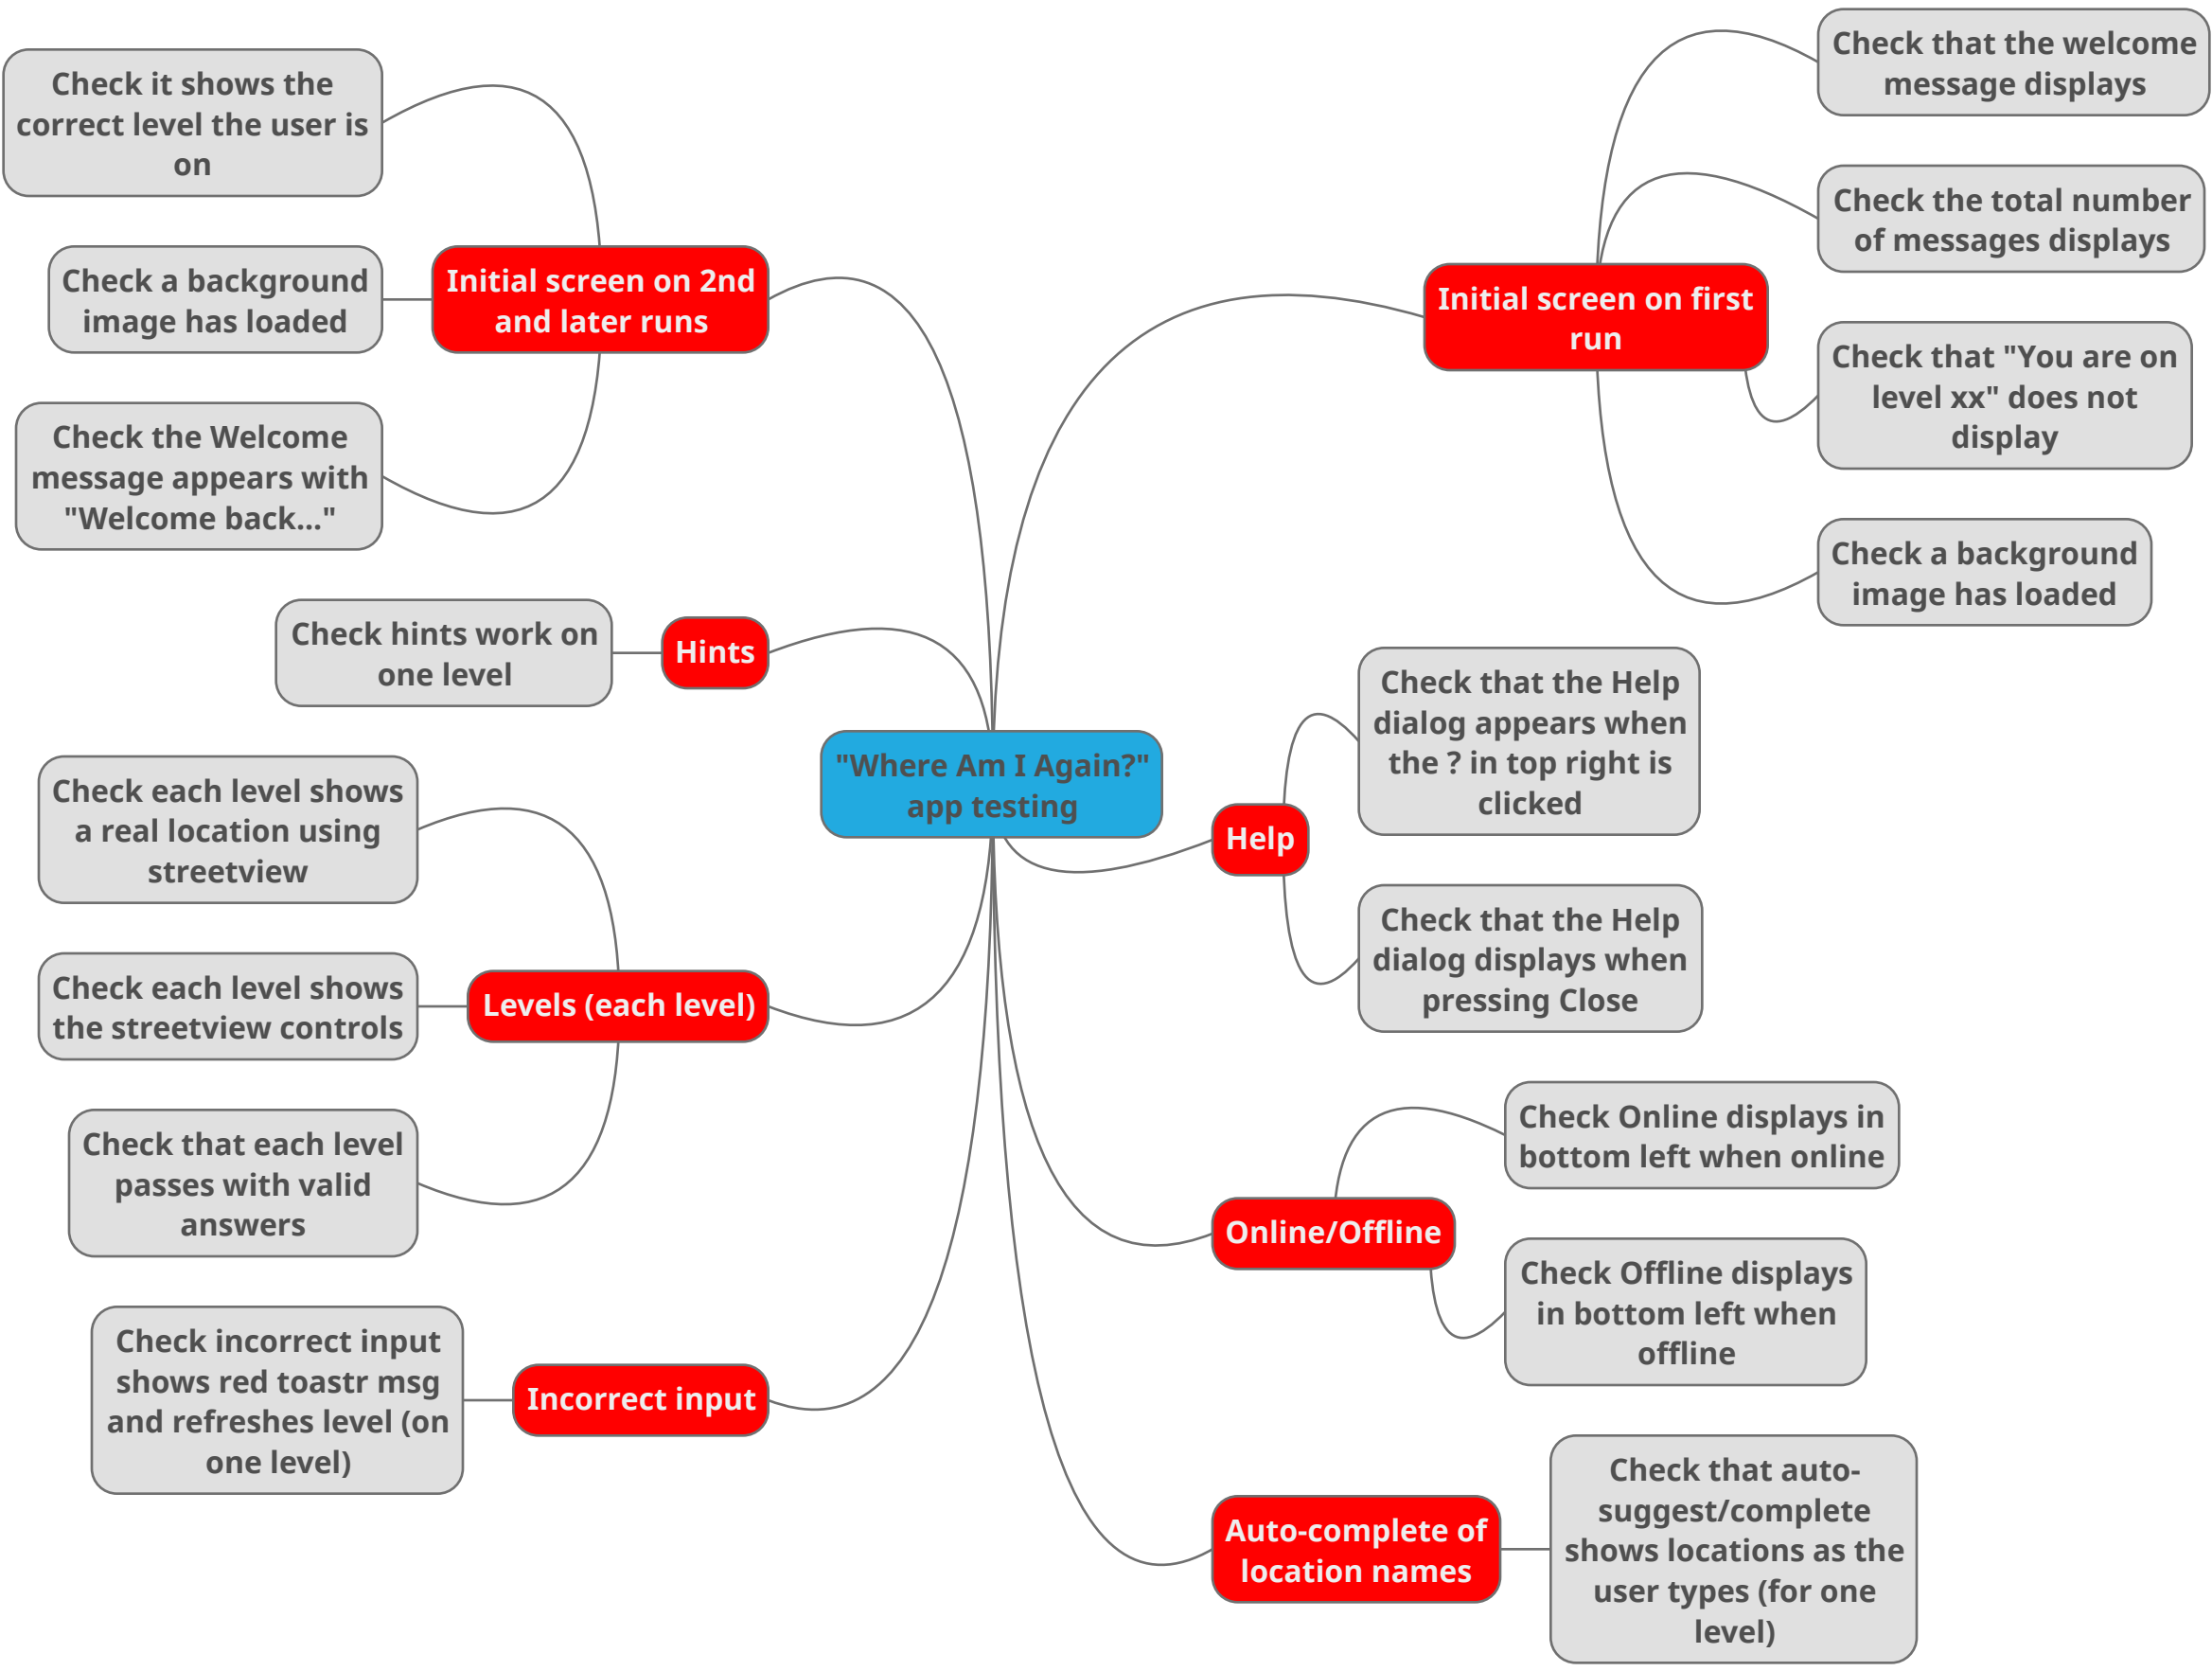 "Where Am I Again?"
app testing
Initial screen on first
run
Check that the welcome
message displays
Check the total number
of messages displays
Check that "You are on
level xx" does not
display
Check a background
image has loaded
Help
Check that the Help
dialog appears when
the ? in top right is
clicked
Check that the Help
dialog displays when
pressing Close
Online/Offline
Check Online displays in
bottom left when online
Check Offline displays
in bottom left when
offline
Auto-complete of
location names
Check that auto-
suggest/complete
shows locations as the
user types (for one
level)
Initial screen on 2nd
and later runs
Check it shows the
correct level the user is
on
Check a background
image has loaded
Check the Welcome
message appears with
"Welcome back..."
Hints
Check hints work on
one level
Levels (each level)
Check each level shows
a real location using
streetview
Check each level shows
the streetview controls
Check that each level
passes with valid
answers
Incorrect input
Check incorrect input
shows red toastr msg
and refreshes level (on
one level)